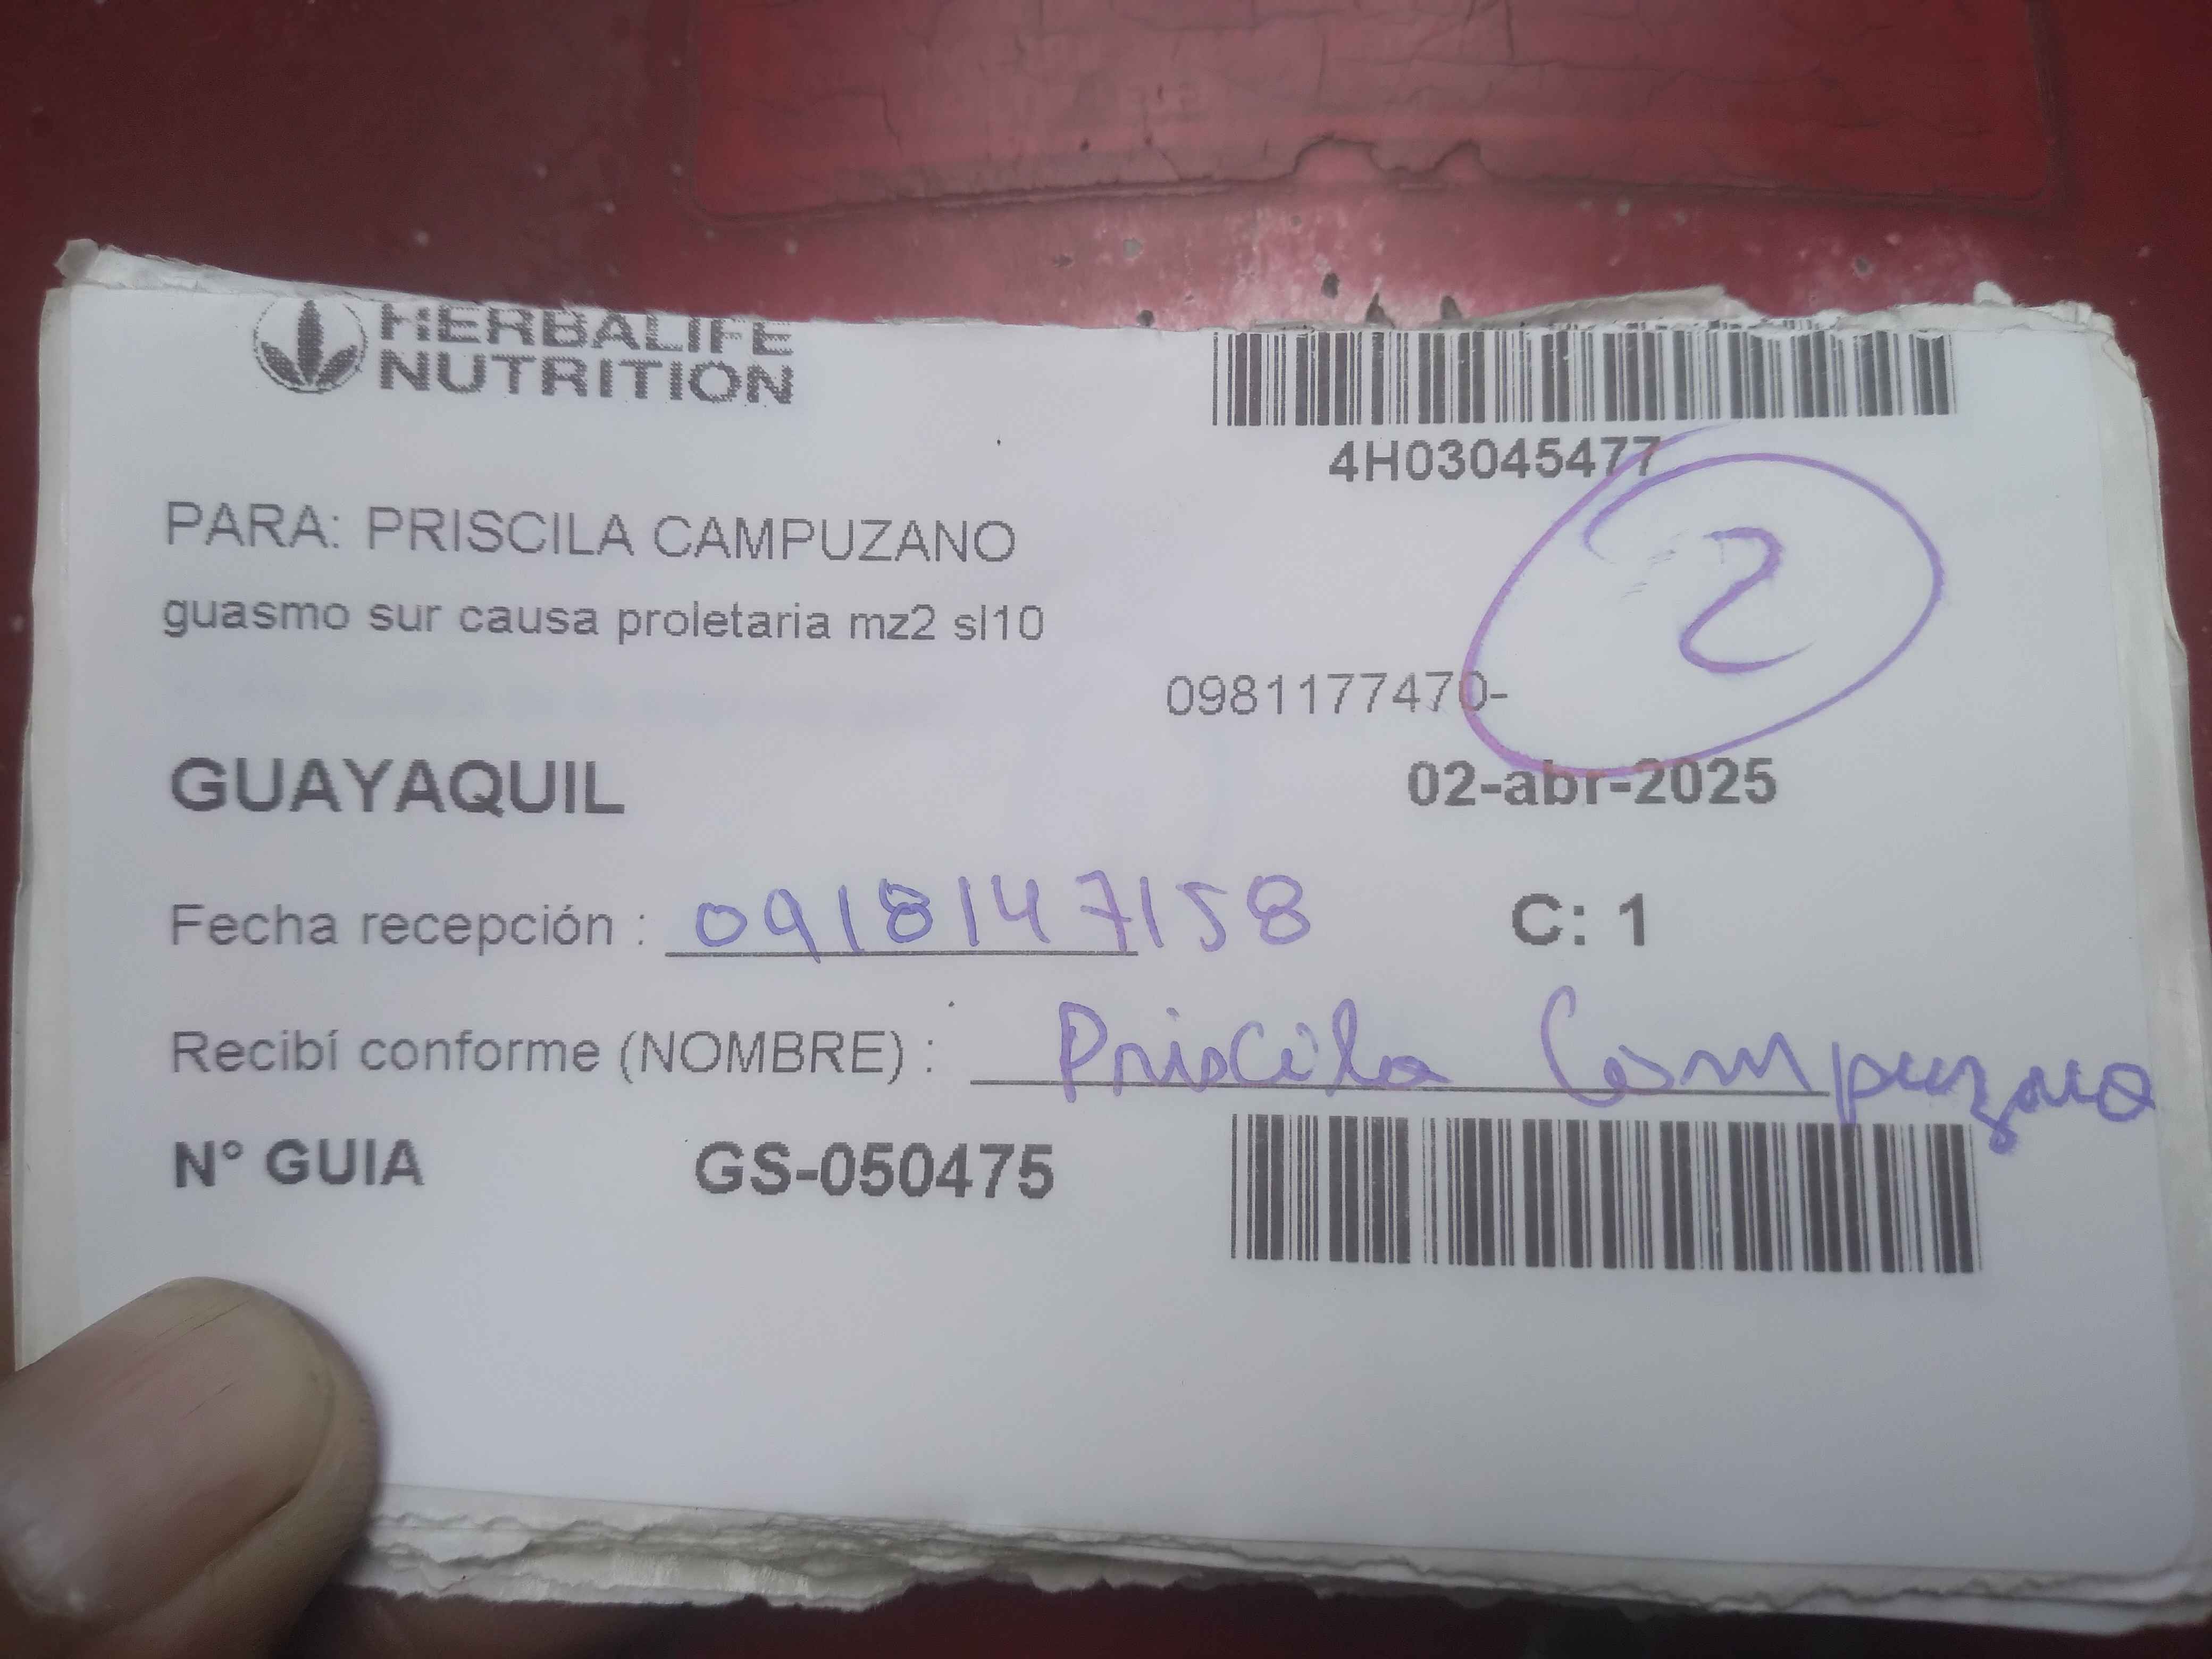 HERBALIFE
NUTRITION
4H03045477
PARA: PRISCILA CAMPUZANO
2
guasmo sur causa proletaria mz2 sl10
0981177470-
GUAYAQUIL
02-abr-2025
Fecha recepción : 0918147158
C: 1
Recibí conforme (NOMBRE) : Priscila Campuzano
N° GUIA GS-050475